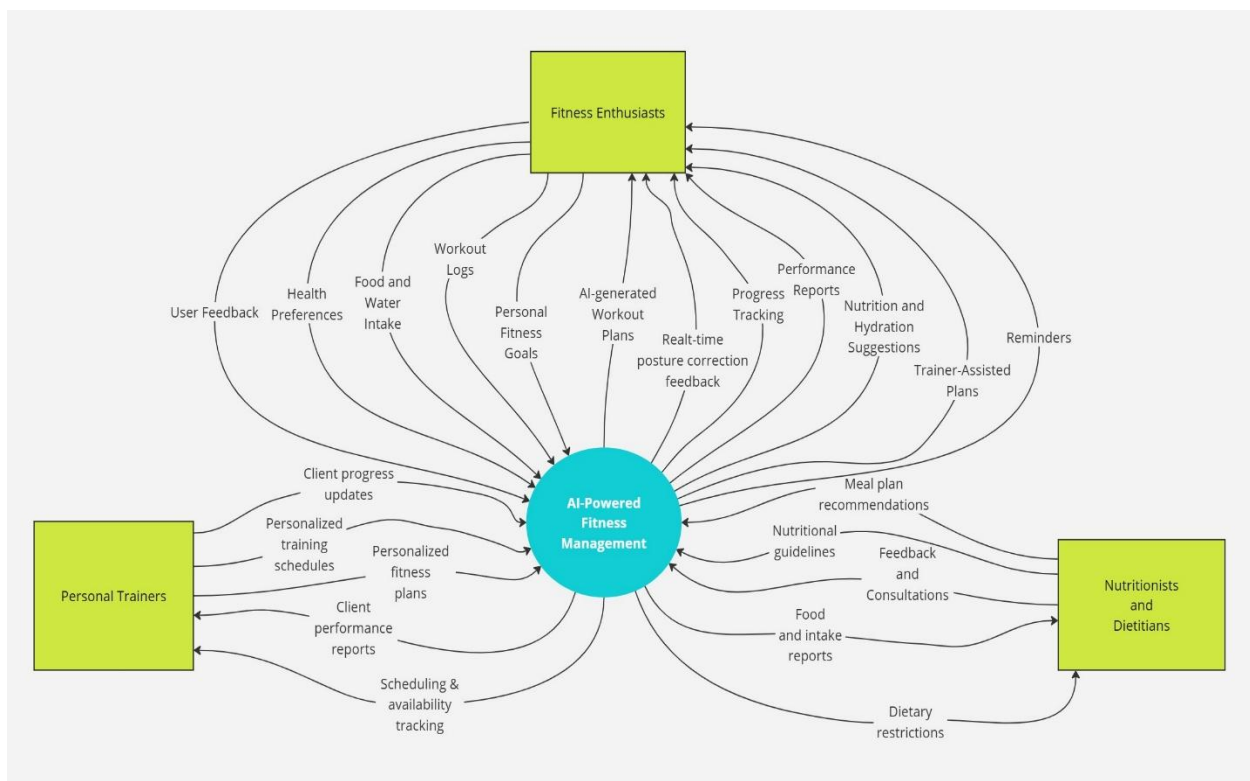 Fitness Enthusiasts
User Feedback
Health
Preferences
Food and
Water
Intake
Workout
Logs
Personal
Fitness
Goals
AI-generated
Workout
Plans
Realt-time
posture correction
feedback
Progress
Tracking
Performance
Reports
Nutrition and
Hydration
Suggestions
Trainer-Assisted
Plans
Reminders
AI-Powered
Fitness
Management
Personal Trainers
Client progress
updates
Personalized
training
schedules
Personalized
fitness
plans
Client
performance
reports
Scheduling &
availability
tracking
Meal plan
recommendations
Nutritional
guidelines
Feedback
and
Consultations
Food
and intake
reports
Dietary
restrictions
Nutritionists
and
Dietitians